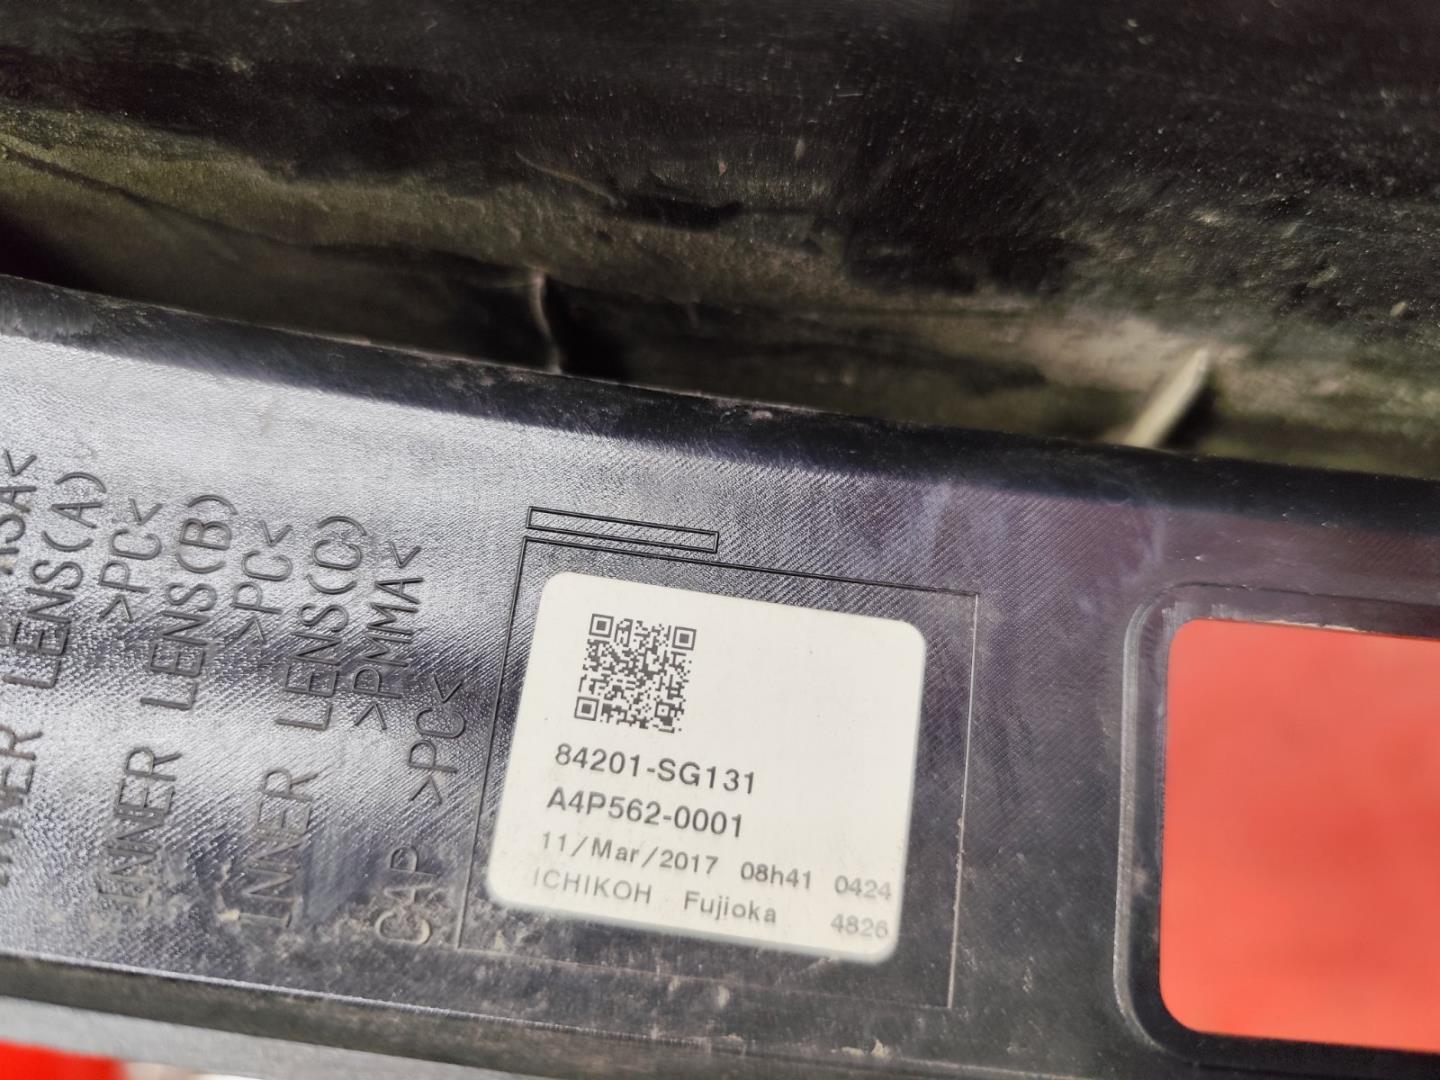 INNER LENS(A)
>PC<
INNER LENS(B)
>PC<
INNER LENS(C)
>PMMA<
CAP >PC<
84201-SG131
A4P562-0001
11/Mar/2017 08h41 0424
ICHIKOH Fujioka 4826